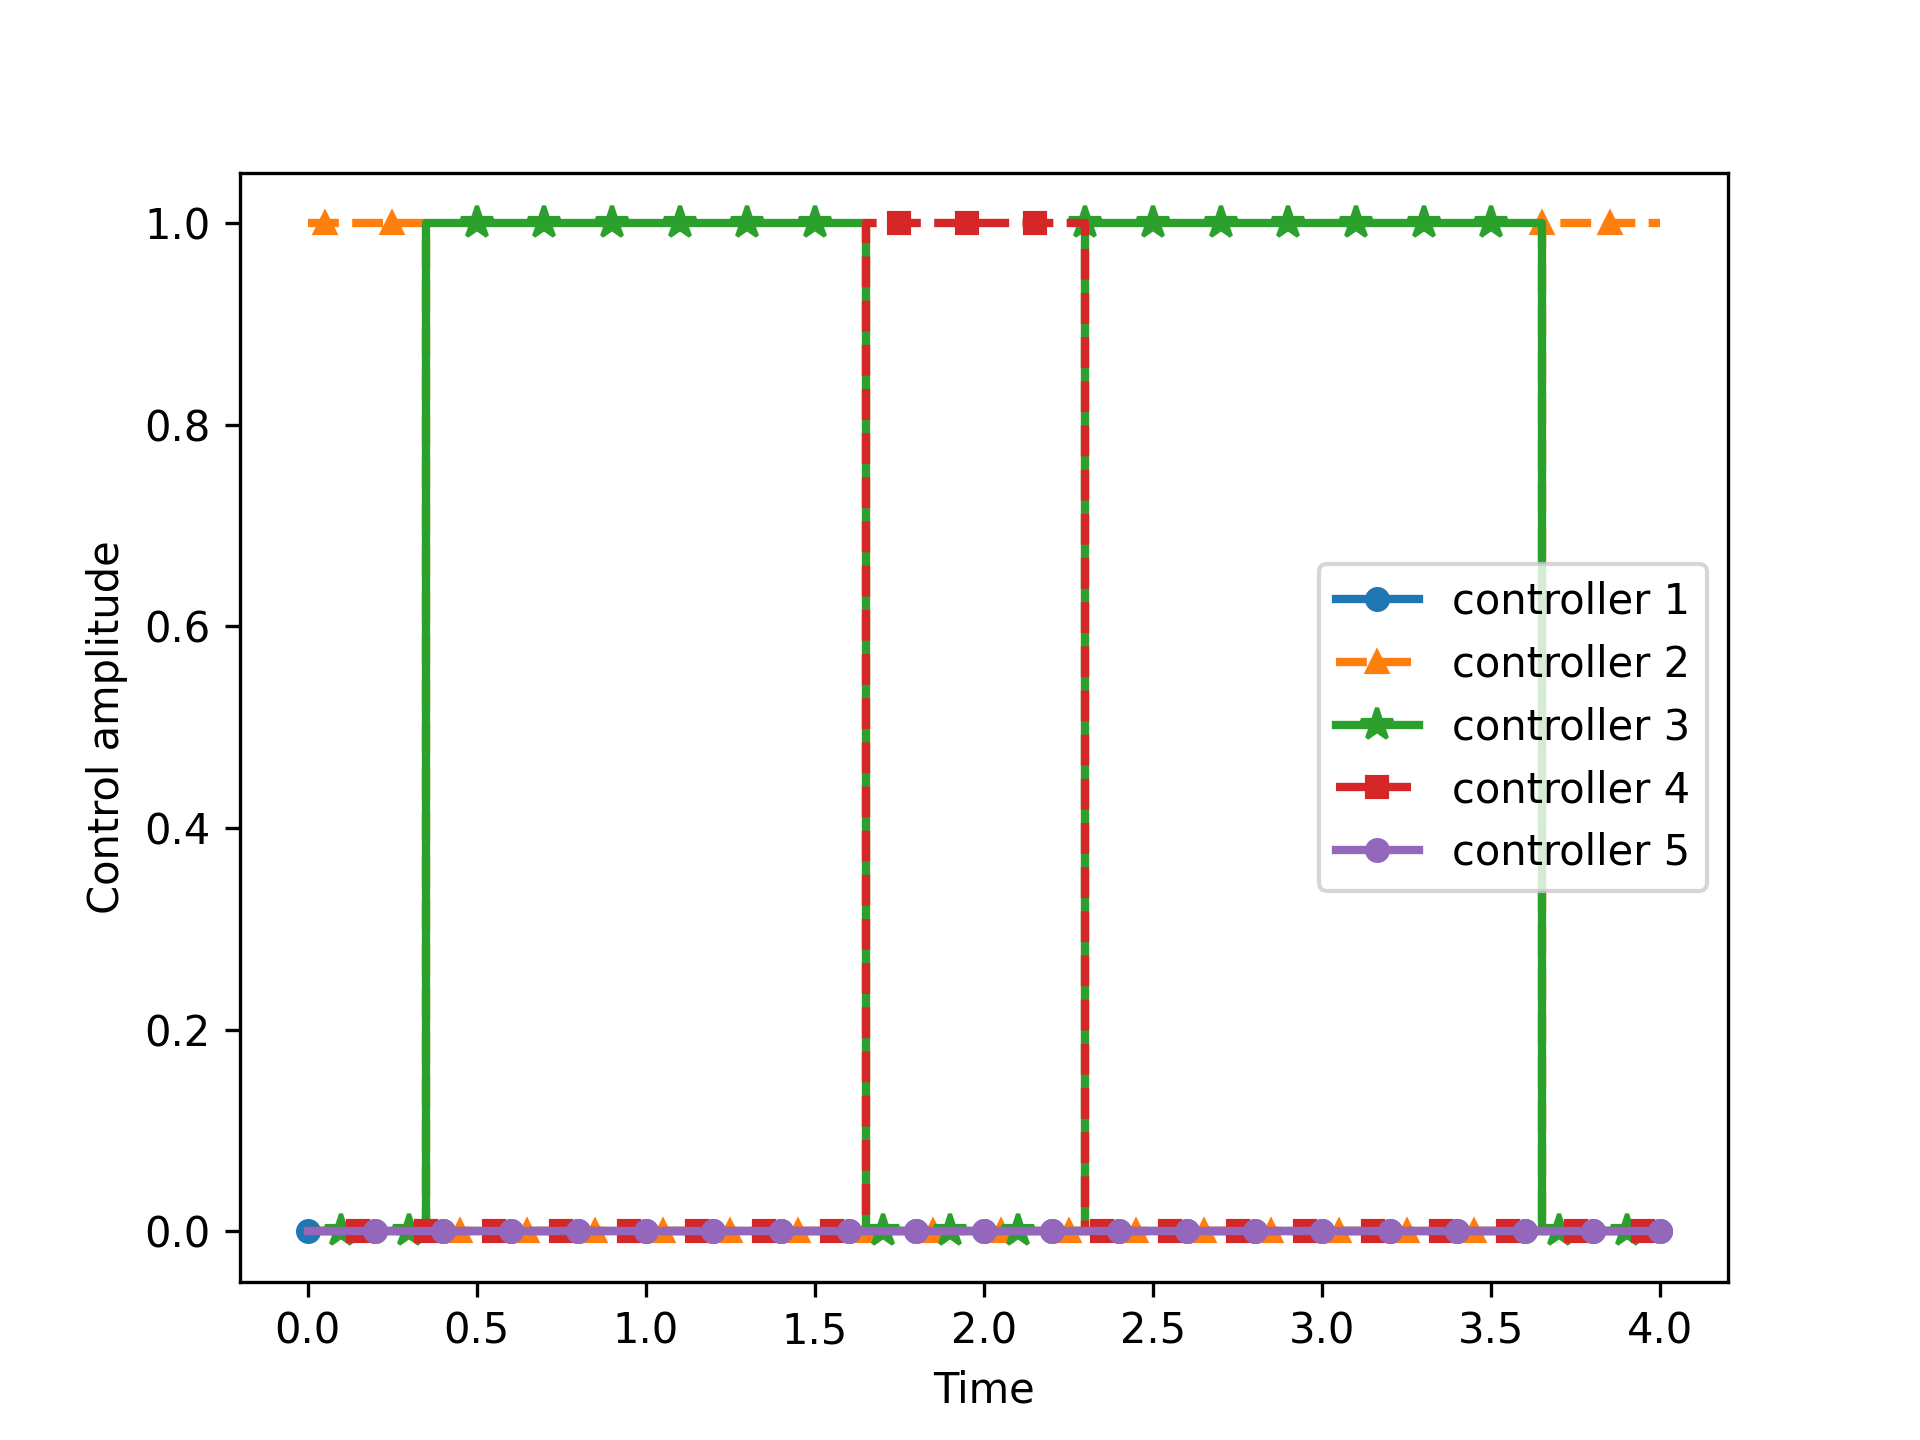 1.0
0.8
0.6
0.4
0.2
0.0
Control amplitude
controller 1
controller 2
controller 3
controller 4
controller 5
0.0 0.5 1.0 1.5 2.0 2.5 3.0 3.5 4.0
Time